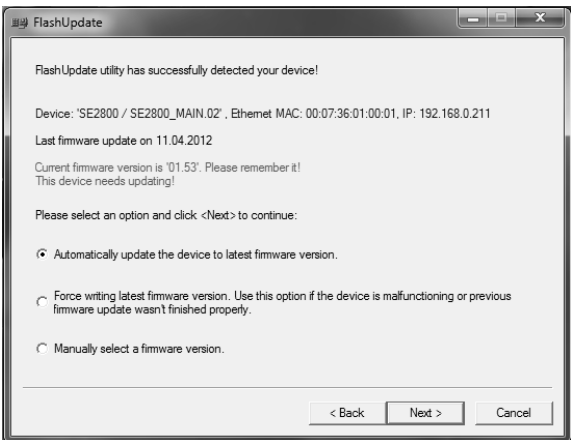 FlashUpdate
FlashUpdate utility has successfully detected your device!
Device: 'SE2800 / SE2800_MAIN.02' , Ethernet MAC: 00:07:36:01:00:01, IP: 192.168.0.211
Last firmware update on 11.04.2012
Current firmware version is '01.53'. Please remember it!
This device needs updating!
Please select an option and click <Next> to continue:
Automatically update the device to latest firmware version.
Force writing latest firmware version. Use this option if the device is malfunctioning or previous
firmware update wasn't finished properly.
Manually select a firmware version.
< Back
Next >
Cancel